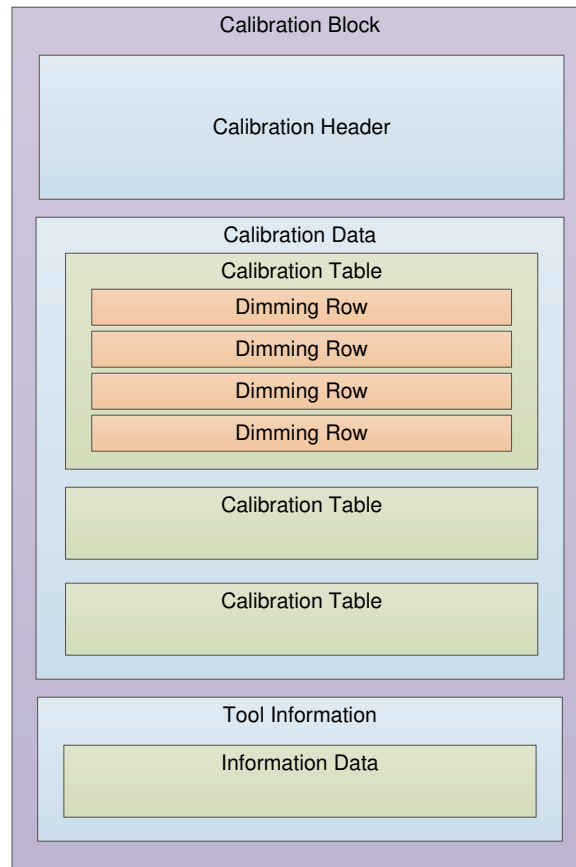 Calibration Block
Calibration Header
Calibration Data
Calibration Table
Dimming Row
Dimming Row
Dimming Row
Dimming Row
Calibration Table
Calibration Table
Tool Information
Information Data